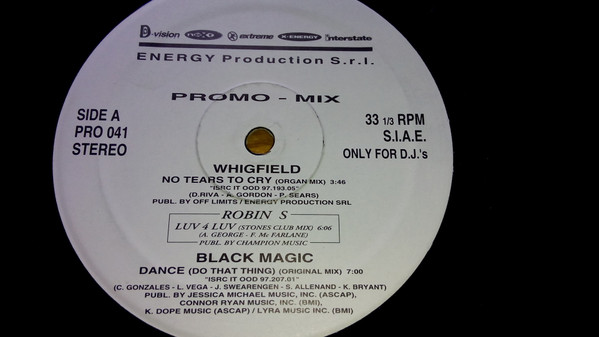 D-vision nexo extreme X-ENERGY interstate
ENERGY Production S.r.l.
PROMO - MIX
SIDE A
PRO 041
STEREO
33 1/3 RPM
S.I.A.E.
ONLY FOR D.J.'s
WHIGFIELD
NO TEARS TO CRY (ORGAN MIX) 3:46
"ISRC IT OOD 97.193.05"
(D.RIVA - A. GORDON - P. SEARS)
PUBL. BY OFF LIMITS / ENERGY PRODUCTION SRL
ROBIN S
LUV 4 LUV (STONES CLUB MIX) 6:06
(A. GEORGE - F. Mc FARLANE)
PUBL. BY CHAMPION MUSIC
BLACK MAGIC
DANCE (DO THAT THING) (ORIGINAL MIX) 7:00
"ISRC IT OOD 97.207.01"
(C. GONZALES - L. VEGA - J. SWEARENGEN - S. ALLENAND - K. BRYANT)
PUBL. BY JESSICA MICHAEL MUSIC INC. (ASCAP),
CONNOR RYAN MUSIC, INC. (BMI),
K. DOPE MUSIC (ASCAP) / LYRA MUSIC INC. (BMI)